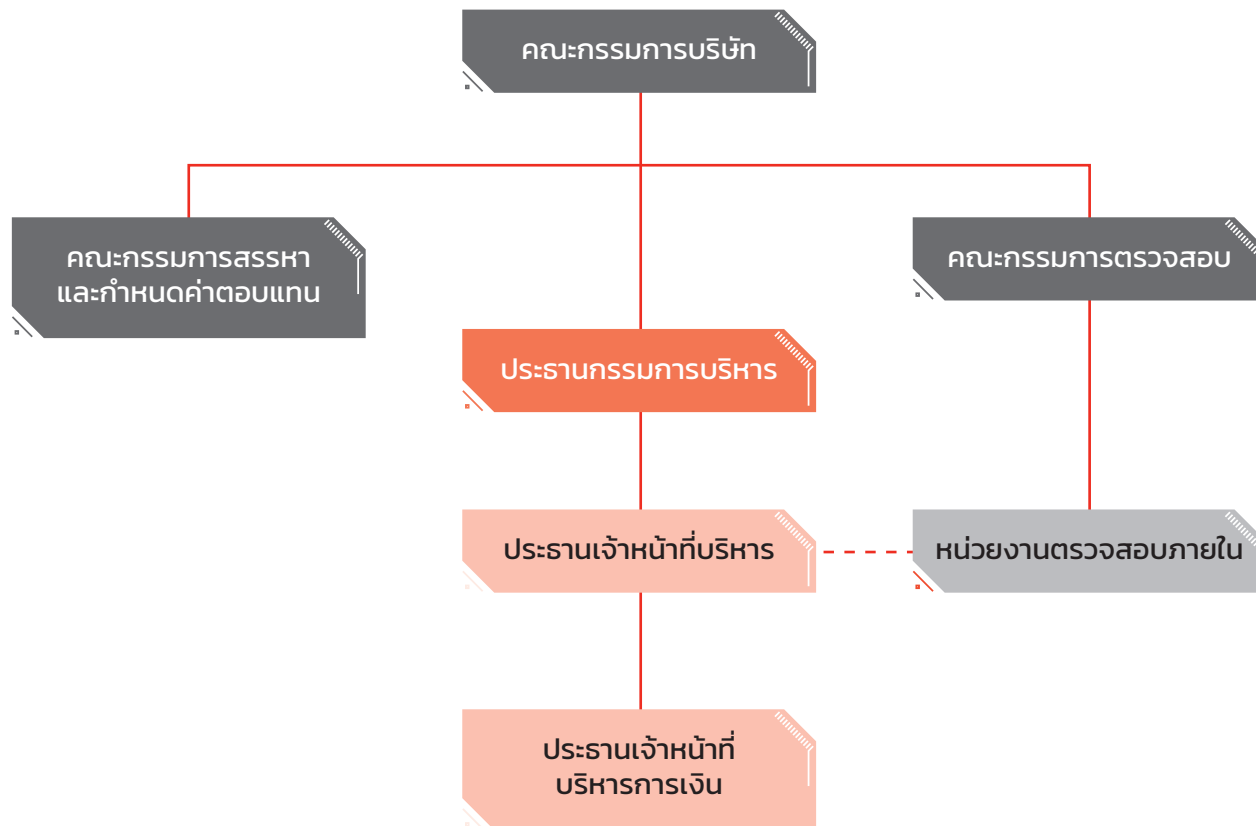 คณะกรรมการบริษัท
คณะกรรมการสรรหา
และกำหนดค่าตอบแทน
คณะกรรมการตรวจสอบ
ประธานกรรมการบริหาร
ประธานเจ้าหน้าที่บริหาร
หน่วยงานตรวจสอบภายใน
ประธานเจ้าหน้าที่
บริหารการเงิน